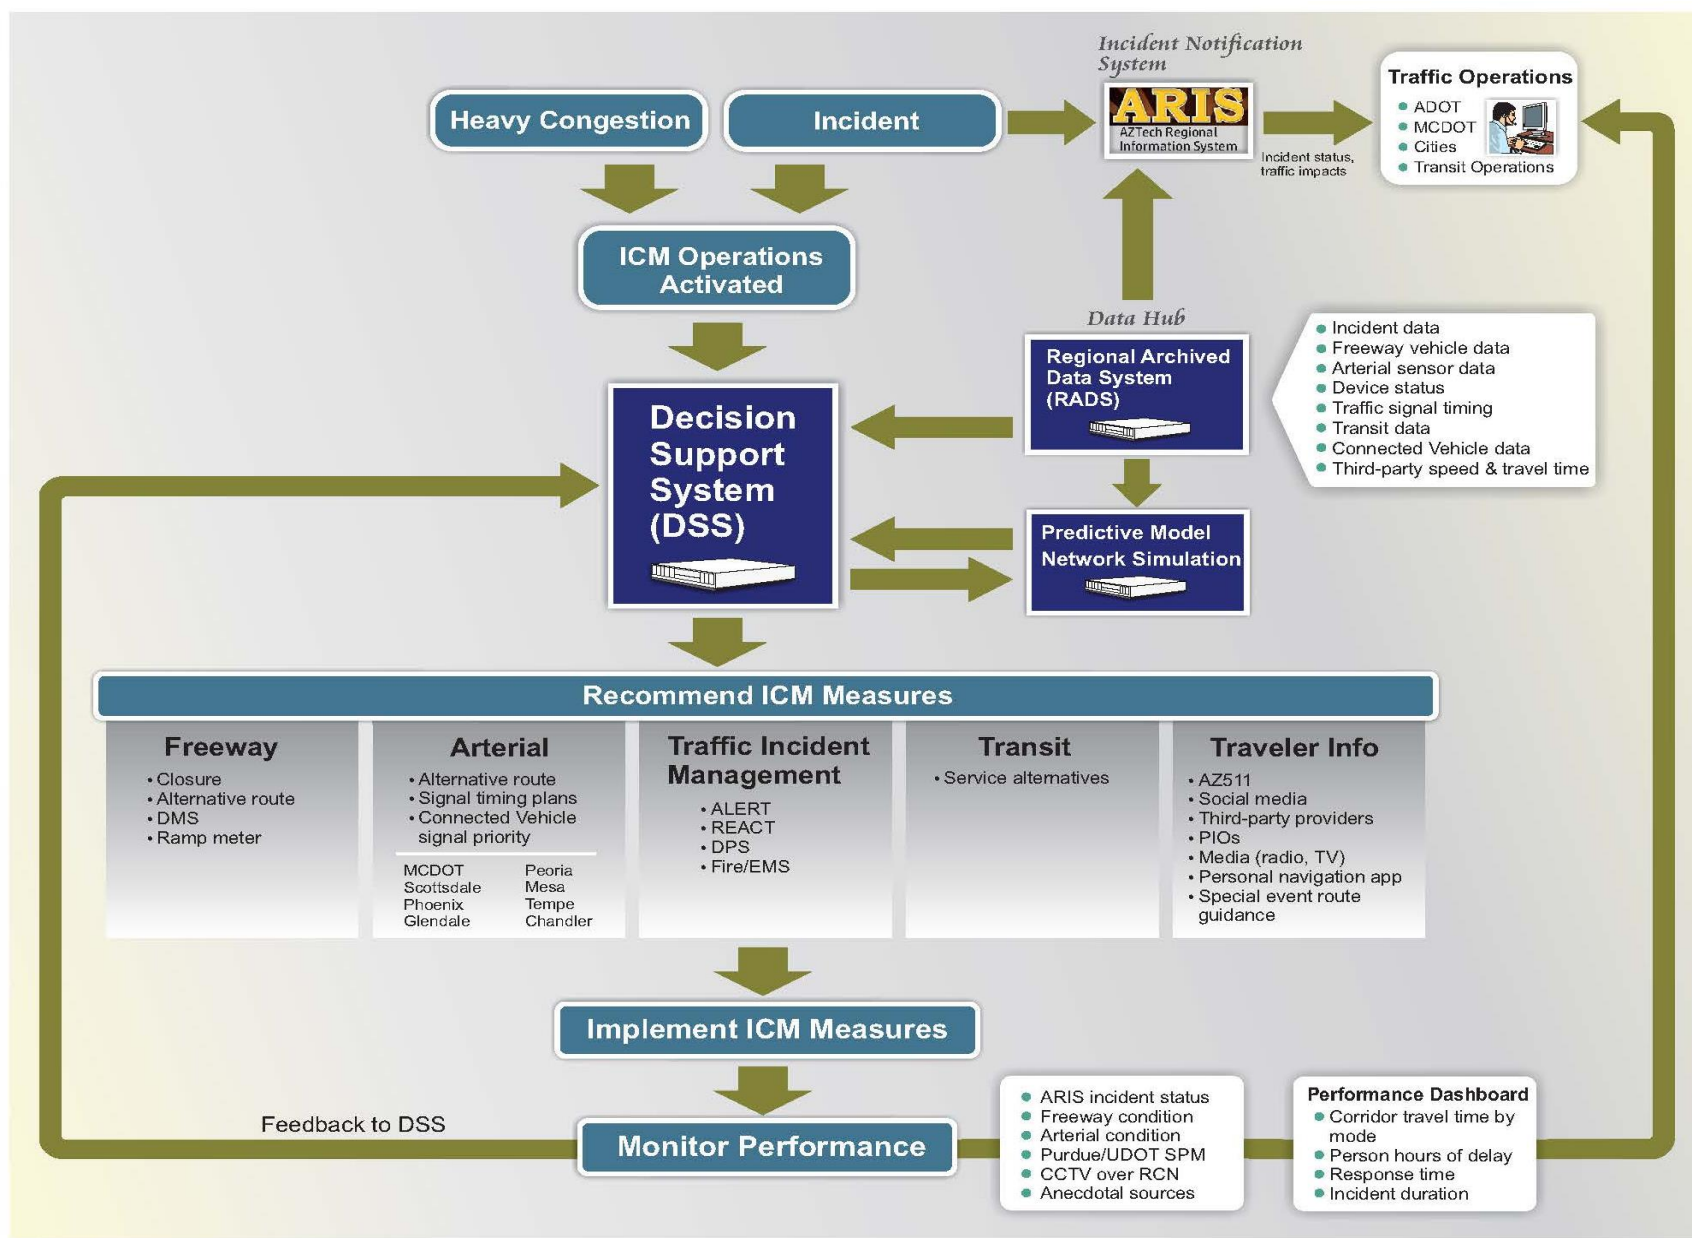 Incident Notification
System
Heavy Congestion
Incident
ARIS
AZTech Regional
Information System
Incident status,
traffic impacts
Traffic Operations
• ADOT
• MCDOT
• Cities
• Transit Operations
ICM Operations
Activated
Data Hub
Regional Archived
Data System
(RADS)
• Incident data
• Freeway vehicle data
• Arterial sensor data
• Device status
• Traffic signal timing
• Transit data
• Connected Vehicle data
• Third-party speed & travel time
Decision
Support
System
(DSS)
Predictive Model
Network Simulation
Recommend ICM Measures
Freeway
• Closure
• Alternative route
• DMS
• Ramp meter
Arterial
• Alternative route
• Signal timing plans
• Connected Vehicle
signal priority
MCDOT
Scottsdale
Phoenix
Glendale
Peoria
Mesa
Tempe
Chandler
Traffic Incident
Management
• ALERT
• REACT
• DPS
• Fire/EMS
Transit
• Service alternatives
Traveler Info
• AZ511
• Social media
• Third-party providers
• PIOs
• Media (radio, TV)
• Personal navigation app
• Special event route
guidance
Implement ICM Measures
Feedback to DSS
Monitor Performance
• ARIS incident status
• Freeway condition
• Arterial condition
• Purdue/UDOT SPM
• CCTV over RCN
• Anecdotal sources
Performance Dashboard
• Corridor travel time by
mode
• Person hours of delay
• Response time
• Incident duration